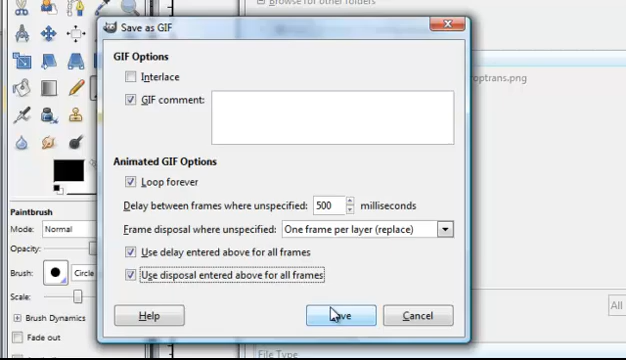 Browse for other folders
Save as GIF
GIF Options
Interlace
GIF comment:
optrans.png
Animated GIF Options
Loop forever
Delay between frames where unspecified: 500 milliseconds
Frame disposal where unspecified: One frame per layer (replace)
Use delay entered above for all frames
Use disposal entered above for all frames
Help
Cancel
Paintbrush
Mode: Normal
Opacity:
Brush: Circle
Scale:
Brush Dynamics
Fade out
All
File Type